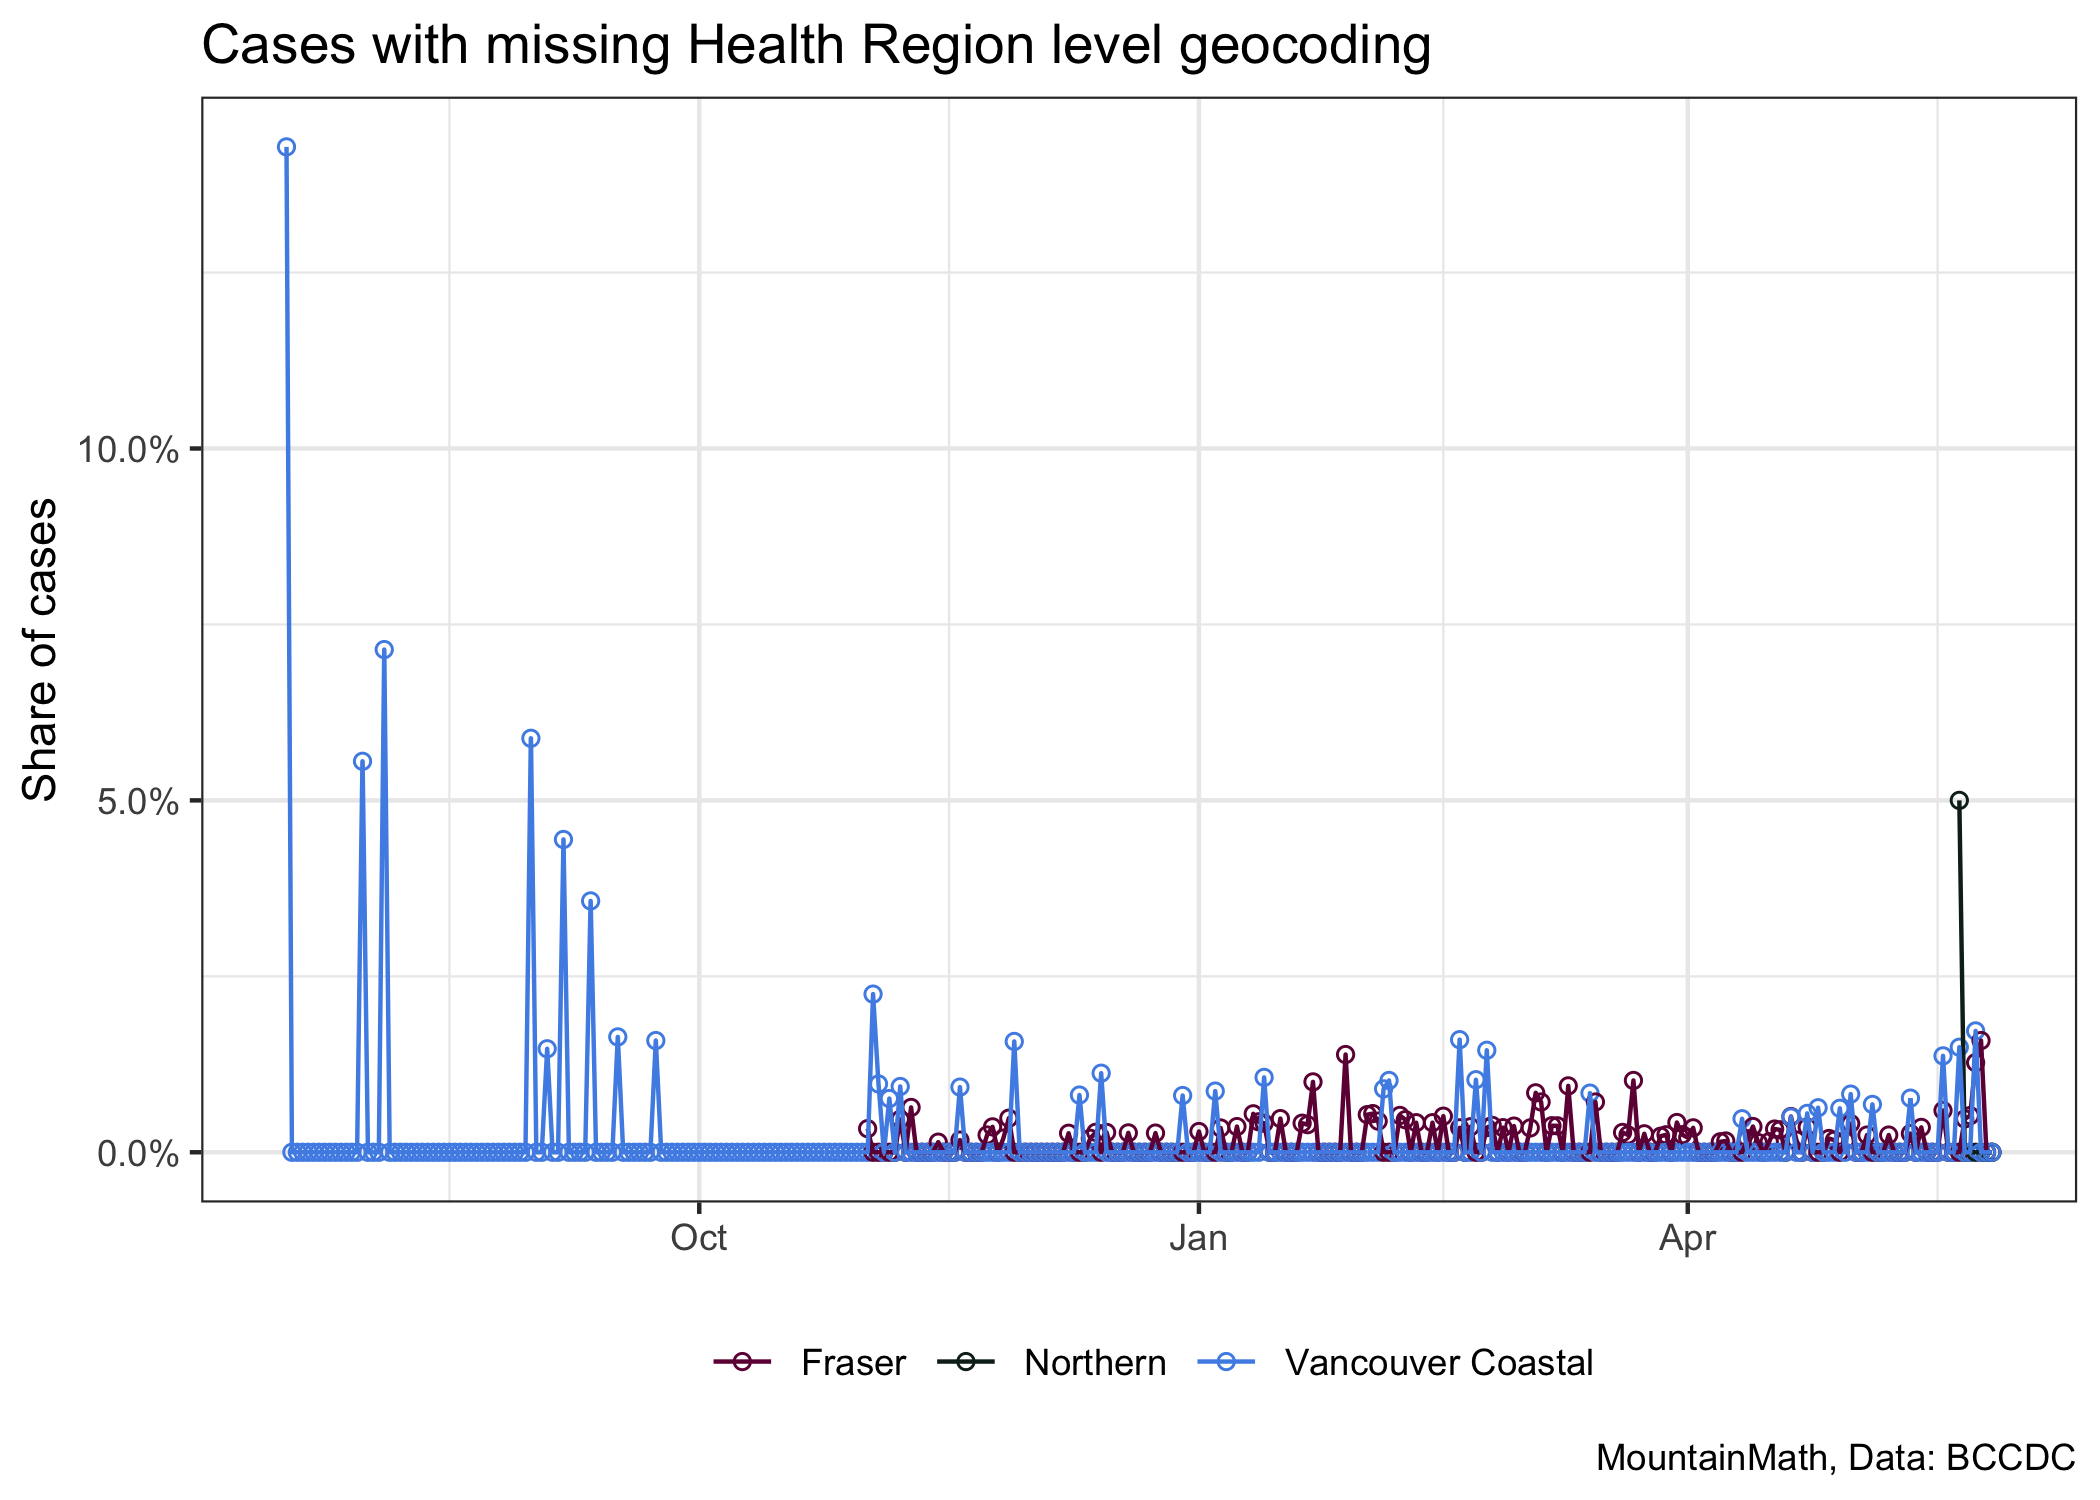 Cases with missing Health Region level geocoding
Share of cases
10.0%
5.0%
0.0%
Oct
Jan
Apr
Fraser
Northern
Vancouver Coastal
MountainMath, Data: BCCDC